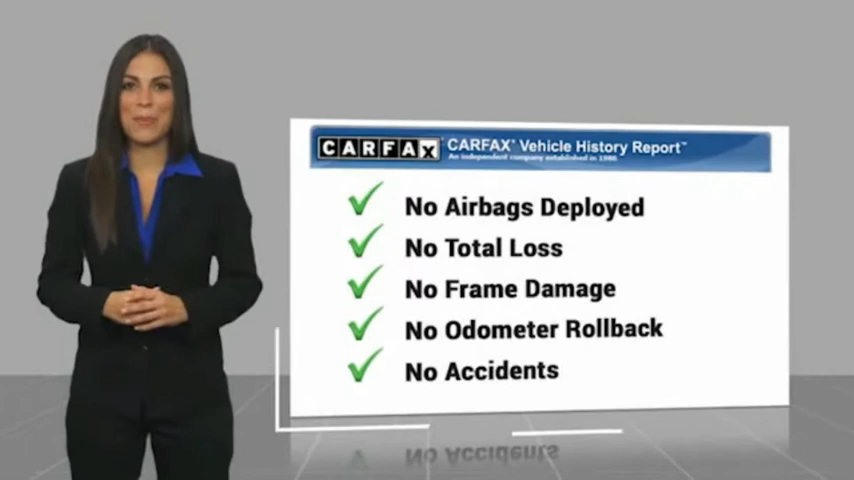 CARFAX CARFAX® Vehicle History Report™
An independent company established in 1986
No Airbags Deployed
No Total Loss
No Frame Damage
No Odometer Rollback
No Accidents
No Accidents